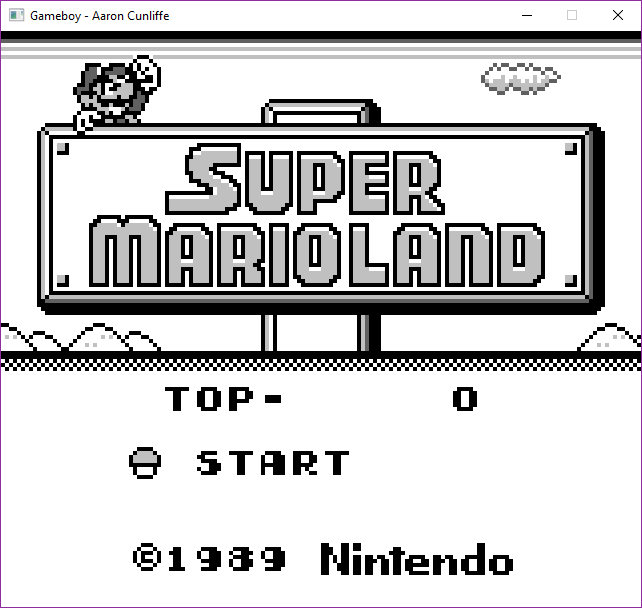 Gameboy - Aaron Cunliffe
SUPER
MARIOLAND
TOP- 0
START
©1989 Nintendo